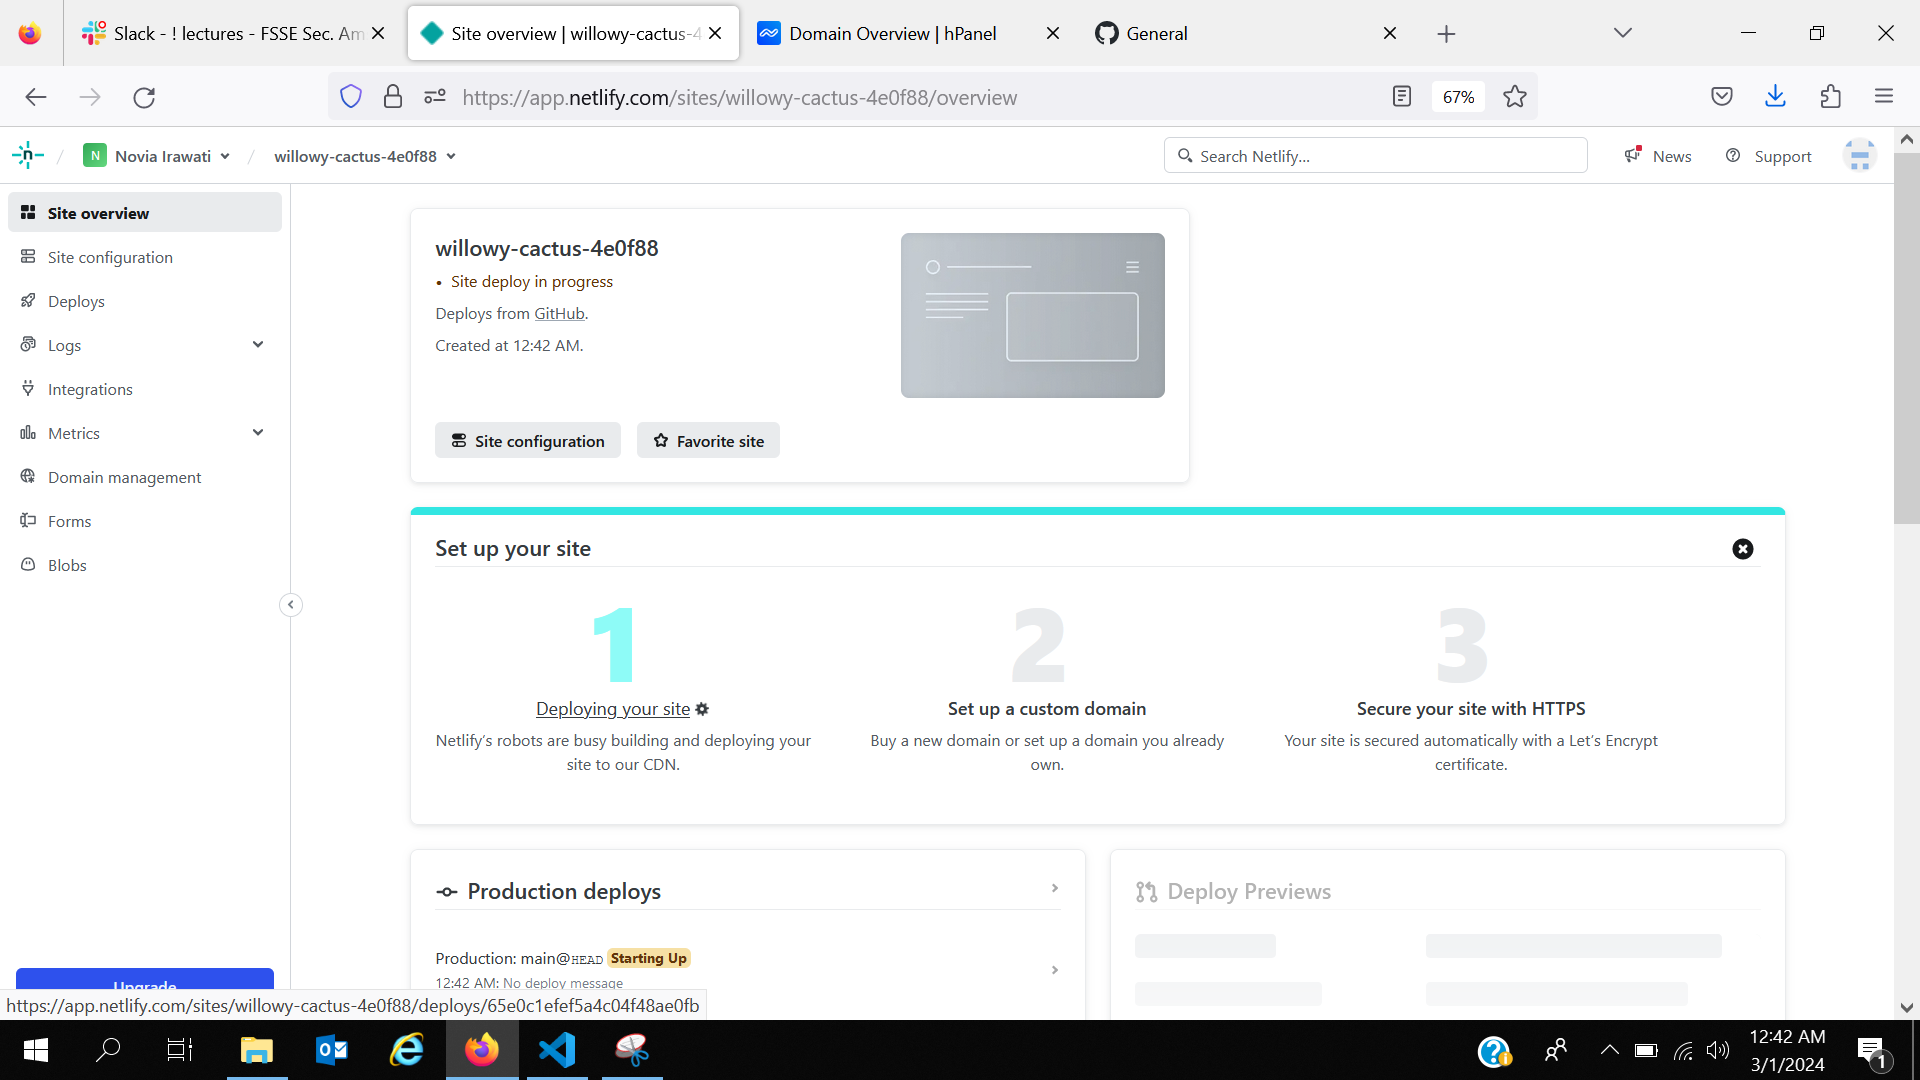 Slack - ! lectures - FSSE Sec. Am
Site overview | willowy-cactus-4
Domain Overview | hPanel
General
https://app.netlify.com/sites/willowy-cactus-4e0f88/overview
67%
N Novia Irawati
willowy-cactus-4e0f88
Search Netlify...
News
Support
Site overview
Site configuration
Deploys
Logs
Integrations
Metrics
Domain management
Forms
Blobs
Upgrade
willowy-cactus-4e0f88
• Site deploy in progress
Deploys from GitHub.
Created at 12:42 AM.
Site configuration
Favorite site
Set up your site
1
Deploying your site
Netlify’s robots are busy building and deploying your
site to our CDN.
2
Set up a custom domain
Buy a new domain or set up a domain you already
own.
3
Secure your site with HTTPS
Your site is secured automatically with a Let’s Encrypt
certificate.
Production deploys
Production: main@HEAD Starting Up
12:42 AM: No deploy message
Deploy Previews
https://app.netlify.com/sites/willowy-cactus-4e0f88/deploys/65e0c1efef5a4c04f48ae0fb
12:42 AM
3/1/2024
1